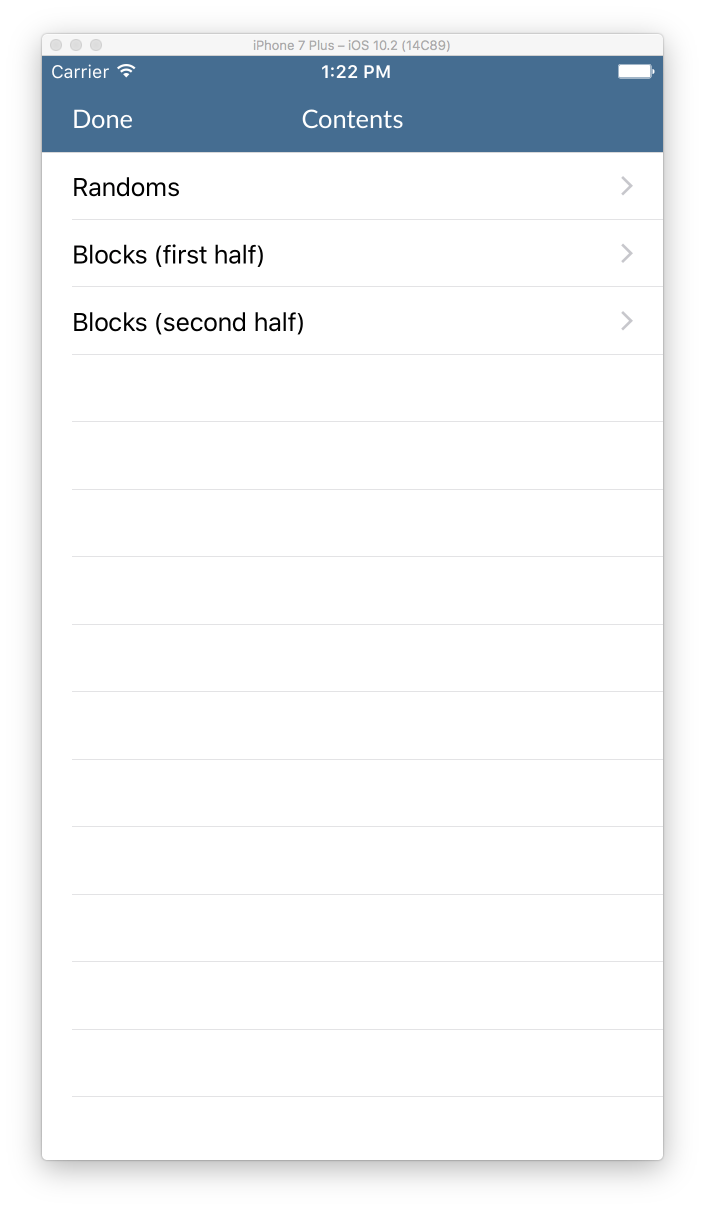 iPhone 7 Plus – iOS 10.2 (14C89)
Carrier 1:22 PM
Done Contents
Randoms
Blocks (first half)
Blocks (second half)